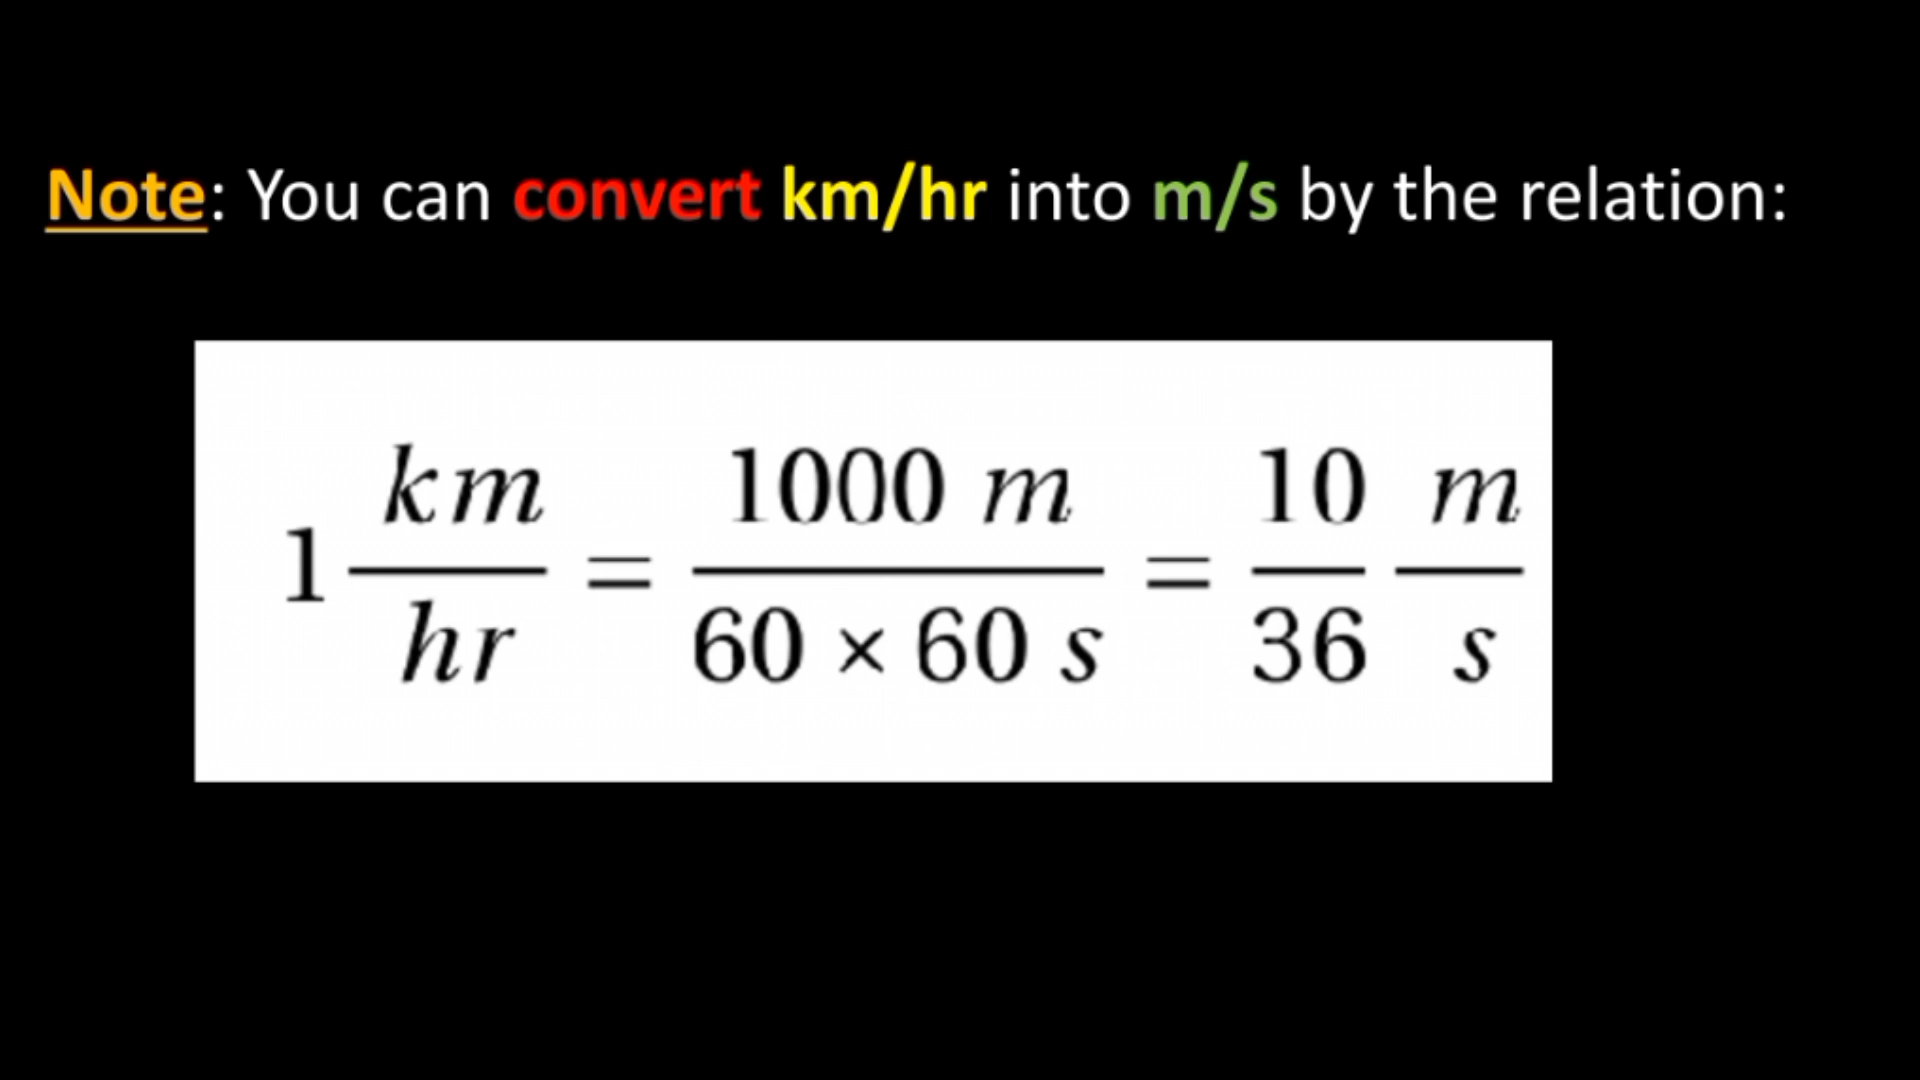 Note: You can convert km/hr into m/s by the relation:
1 km/hr = 1000 m / 60 × 60 s = 10/36 m/s